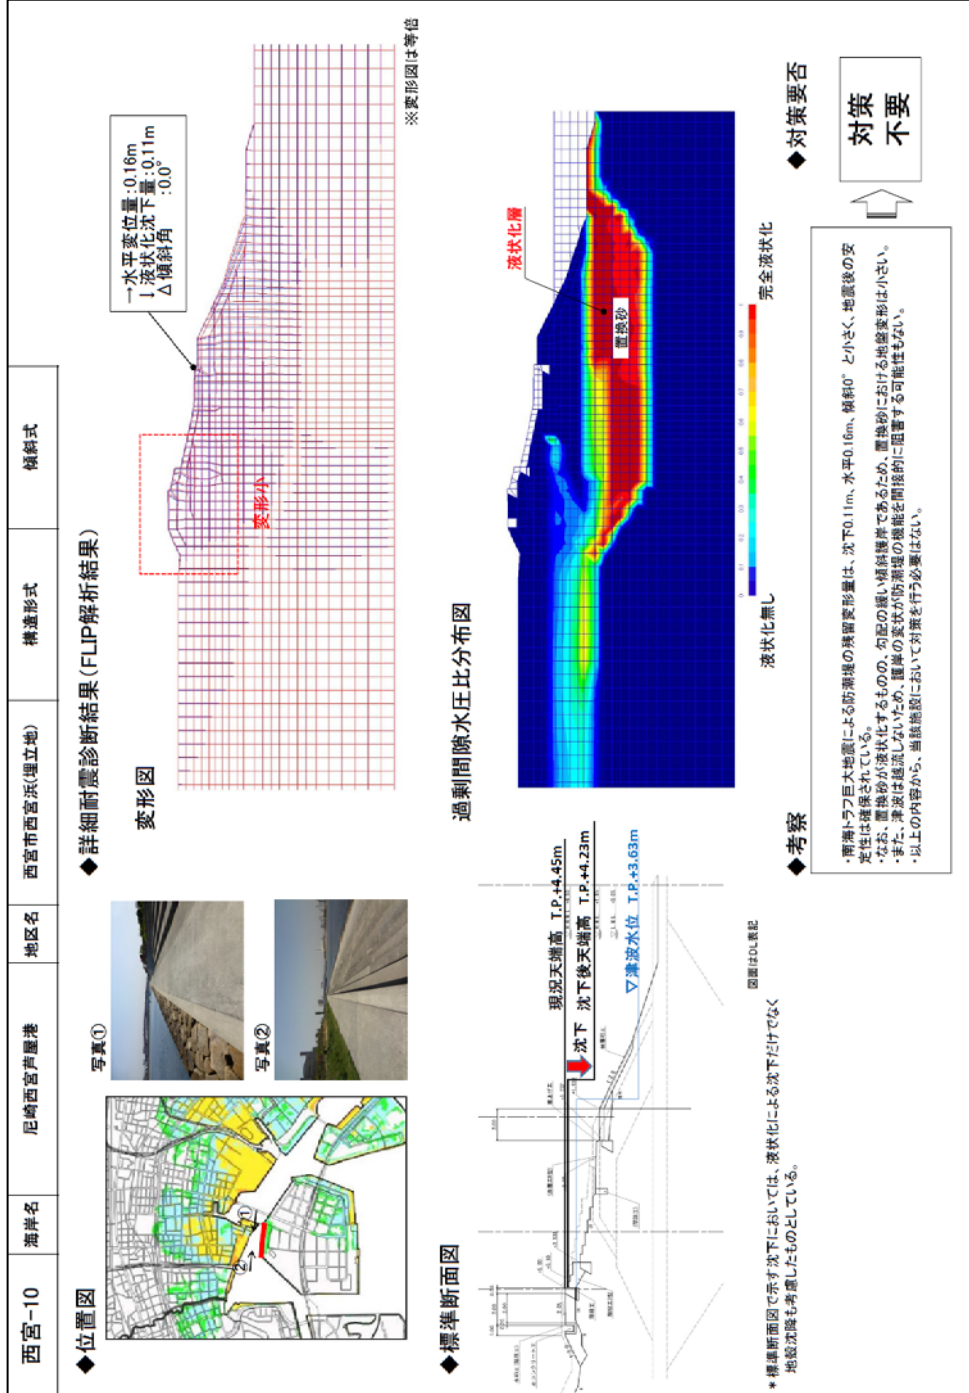 西宮-10
海岸名
尼崎西宮芦屋港
地区名
西宮市西宮浜(埋立地)
構造形式
傾斜式
◆位置図
①
②
写真①
写真②
◆詳細耐震診断結果(FLIP解析結果)
変形図
→水平変位量:0.16m
↓液状化沈下量:0.11m
△傾斜角 :0.0°
変形小
※変形図は等倍
◆標準断面図
現況天端高 T.P.+4.45m
沈下
沈下後天端高 T.P.+4.23m
▽津波水位 T.P.+3.63m
図面はDL表記
*標準断面図で示す沈下においては、液状化による沈下だけでなく
地殻沈降も考慮したものとしている。
過剰間隙水圧比分布図
液状化層
置換砂
液状化無し
完全液状化
◆考察
・南海トラフ巨大地震による防潮堤の残留変形量は、沈下0.11m、水平0.16m、傾斜0° と小さく、地震後の安
定性は確保されている。
・なお、置換砂が液状化するものの、勾配の緩い傾斜護岸であるため、置換砂における地盤変形は小さい。
・また、津波は越流しないため、護岸の変状が防潮堤の機能を間接的に阻害する可能性もない。
・以上の内容から、当該施設において対策を行う必要はない。
◆対策要否
対策
不要